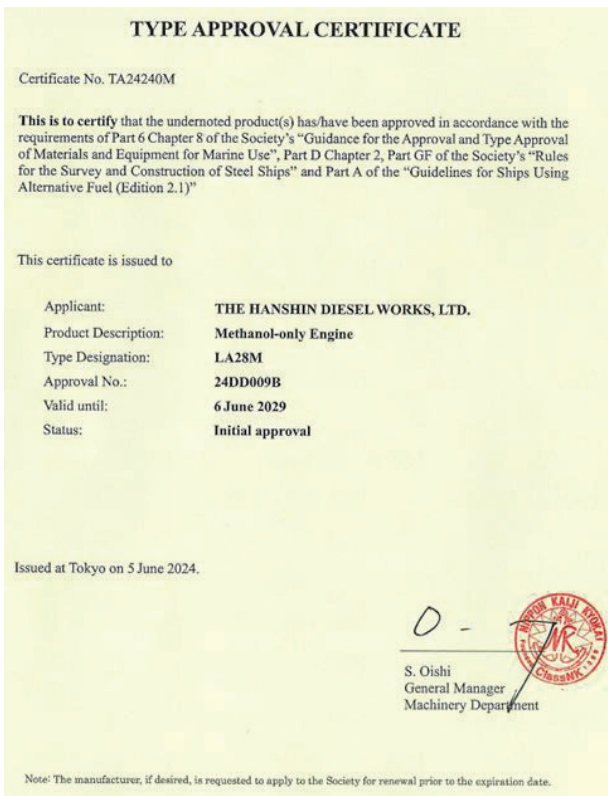 TYPE APPROVAL CERTIFICATE
Certificate No. TA24240M
This is to certify that the undernoted product(s) has/have been approved in accordance with the
requirements of Part 6 Chapter 8 of the Society's “Guidance for the Approval and Type Approval
of Materials and Equipment for Marine Use”, Part D Chapter 2, Part GF of the Society's “Rules
for the Survey and Construction of Steel Ships” and Part A of the “Guidelines for Ships Using
Alternative Fuel (Edition 2.1)”
This certificate is issued to
Applicant: THE HANSHIN DIESEL WORKS, LTD.
Product Description: Methanol-only Engine
Type Designation: LA28M
Approval No.: 24DD009B
Valid until: 6 June 2029
Status: Initial approval
Issued at Tokyo on 5 June 2024.
NIPPON KAIJI KYOKAI
NK
ClassNK
S. Oishi
General Manager
Machinery Department
Note: The manufacturer, if desired, is requested to apply to the Society for renewal prior to the expiration date.